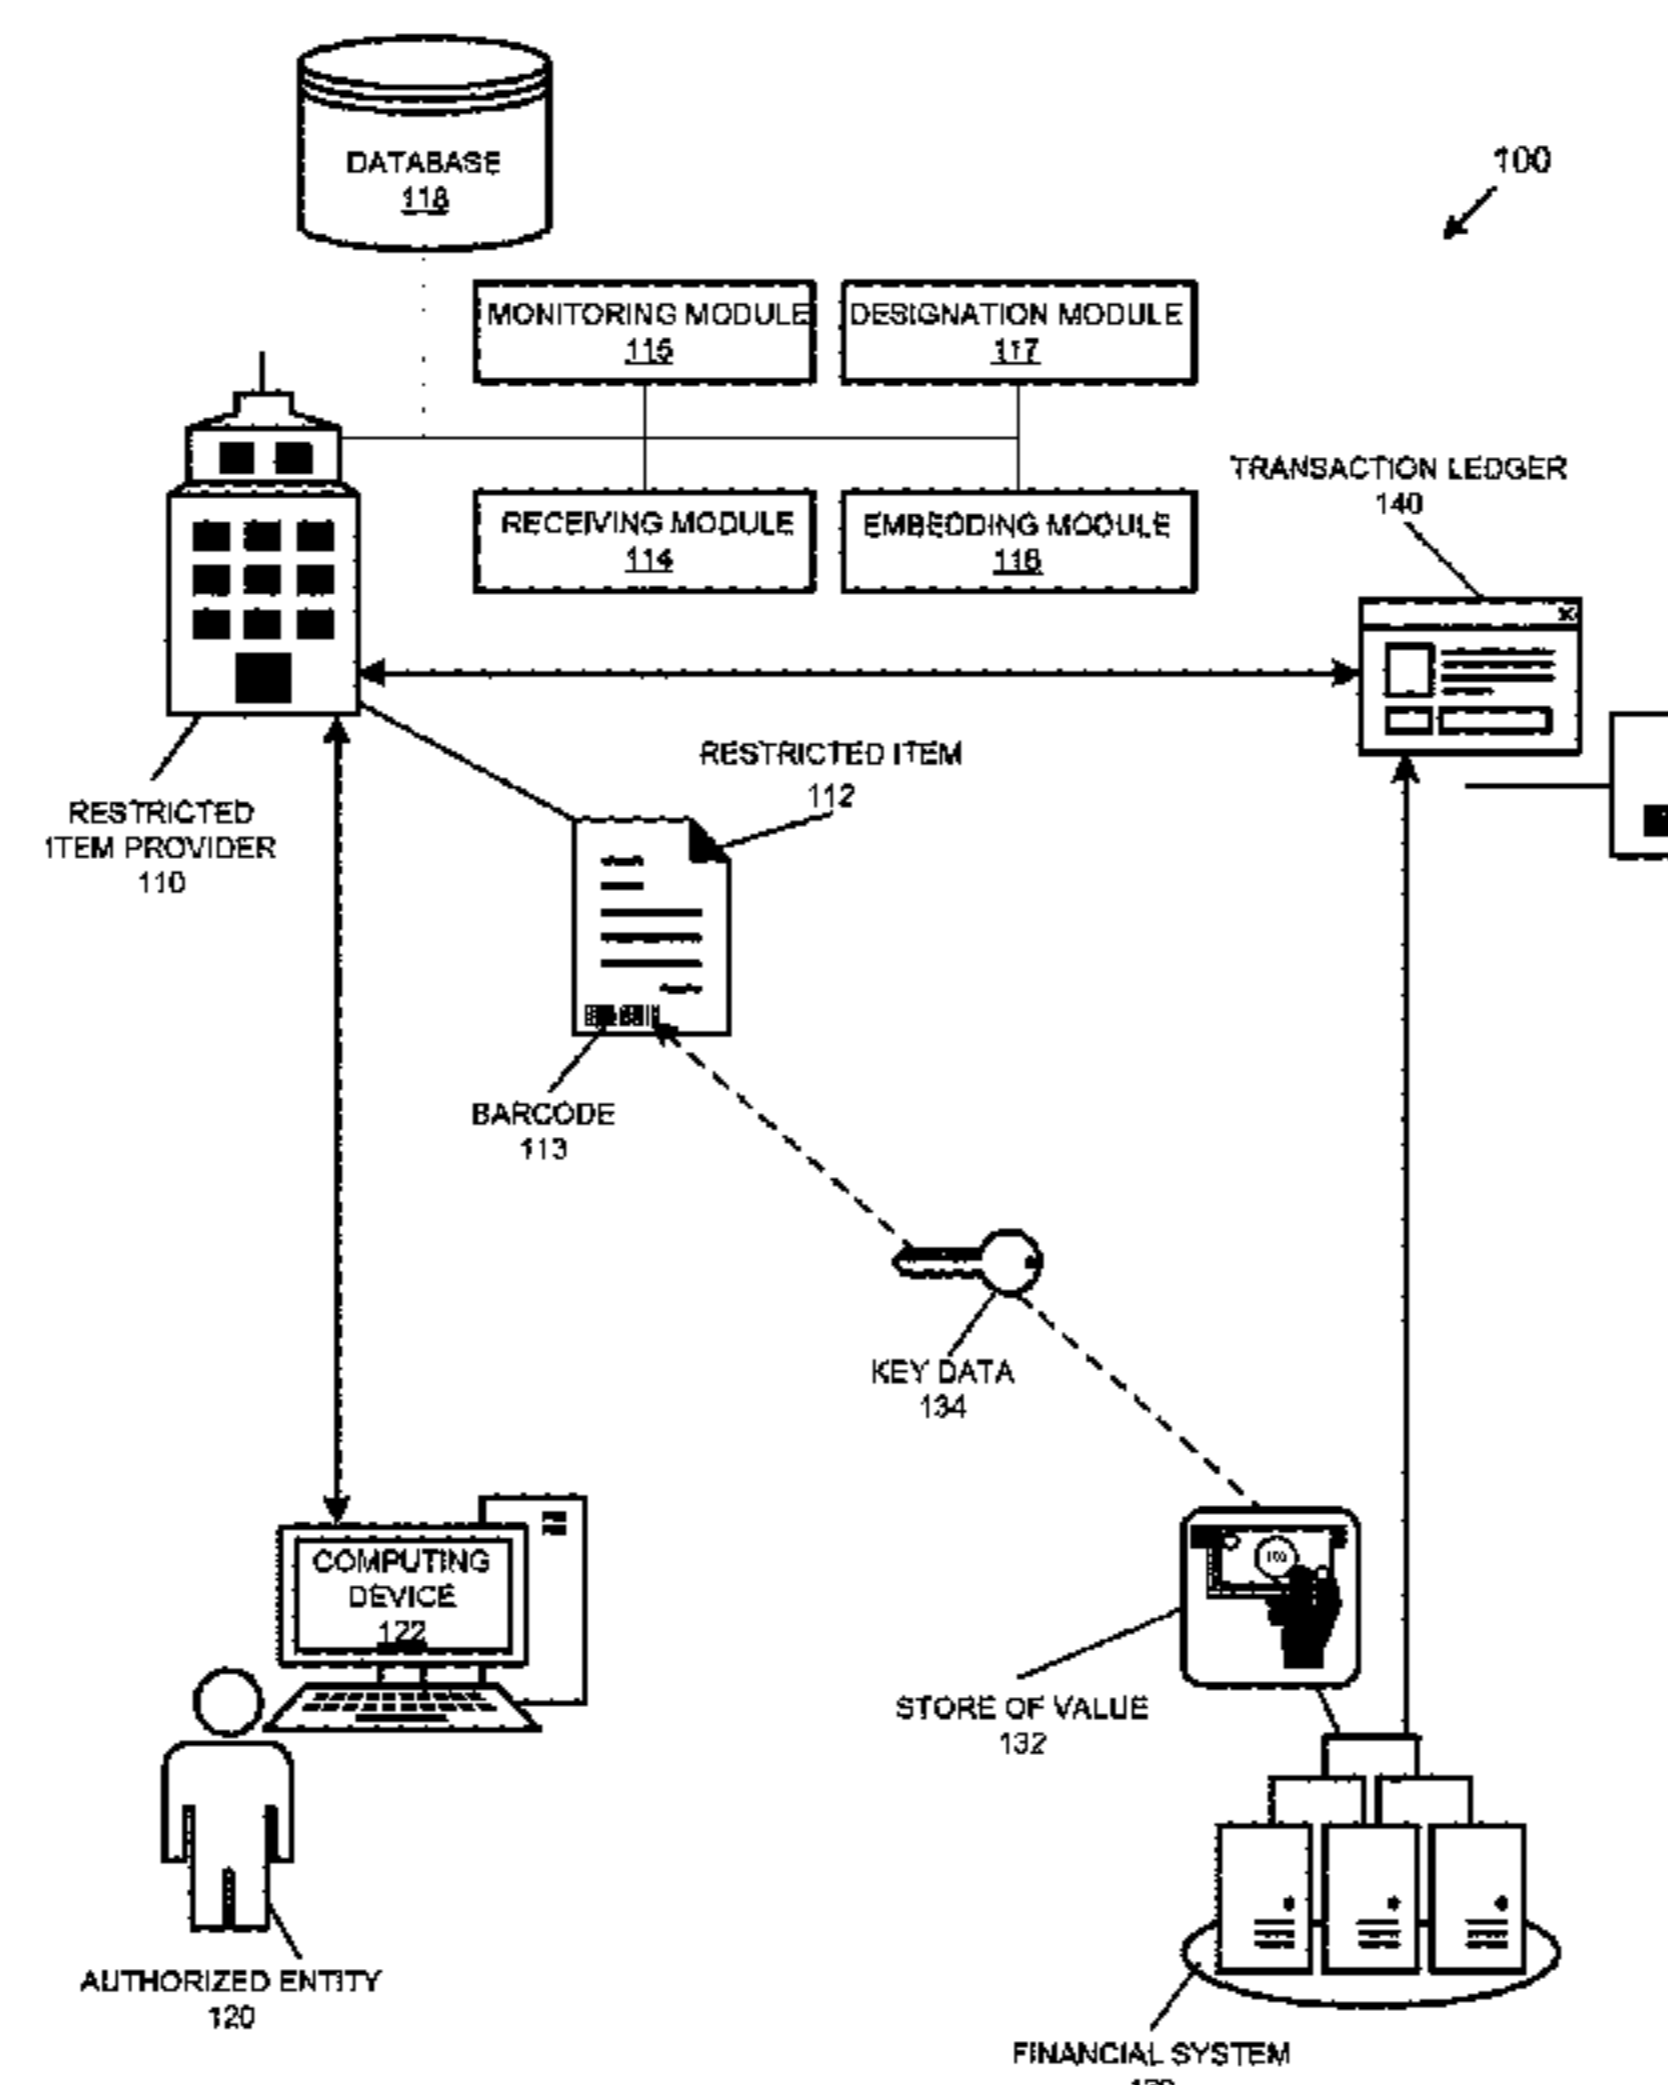 DATABASE
118
100
MONITORING MODULE
115
DESIGNATION MODULE
117
RECEIVING MODULE
114
EMBEDDING MODULE
116
TRANSACTION LEDGER
140
RESTRICTED ITEM
112
RESTRICTED
ITEM PROVIDER
110
BARCODE
113
KEY DATA
134
COMPUTING
DEVICE
122
STORE OF VALUE
132
AUTHORIZED ENTITY
120
FINANCIAL SYSTEM